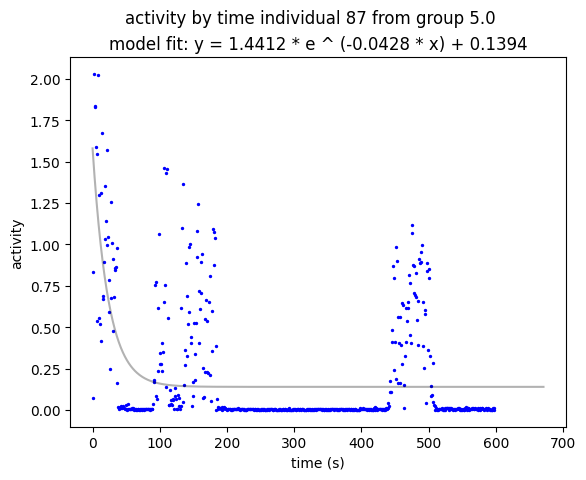 activity by time individual 87 from group 5.0
model fit: y = 1.4412 * e ^ (-0.0428 * x) + 0.1394
2.00
1.75
1.50
1.25
1.00
0.75
0.50
0.25
0.00
activity
0 100 200 300 400 500 600 700
time (s)